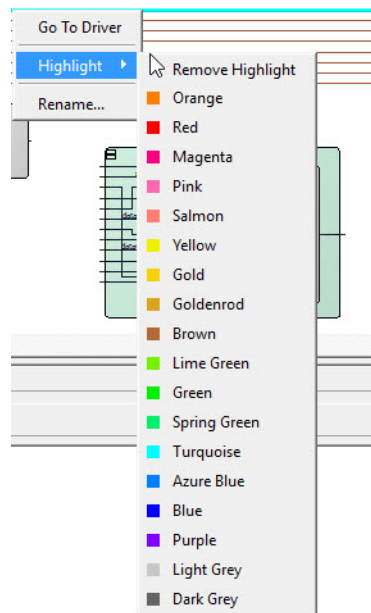 Go To Driver
Highlight
Rename...
Remove Highlight
Orange
Red
Magenta
Pink
Salmon
Yellow
Gold
Goldenrod
Brown
Lime Green
Green
Spring Green
Turquoise
Azure Blue
Blue
Purple
Light Grey
Dark Grey